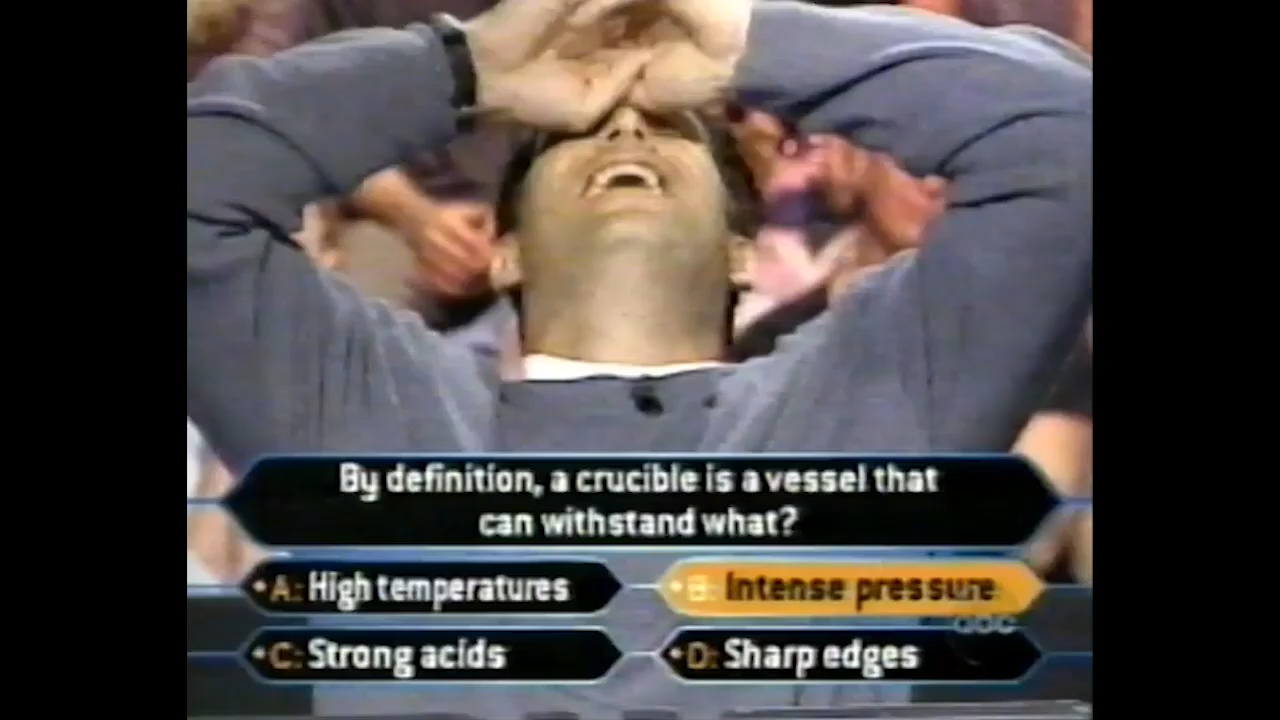 By definition, a crucible is a vessel that
can withstand what?
A: High temperatures
B: Intense pressure
abc
C: Strong acids
D: Sharp edges